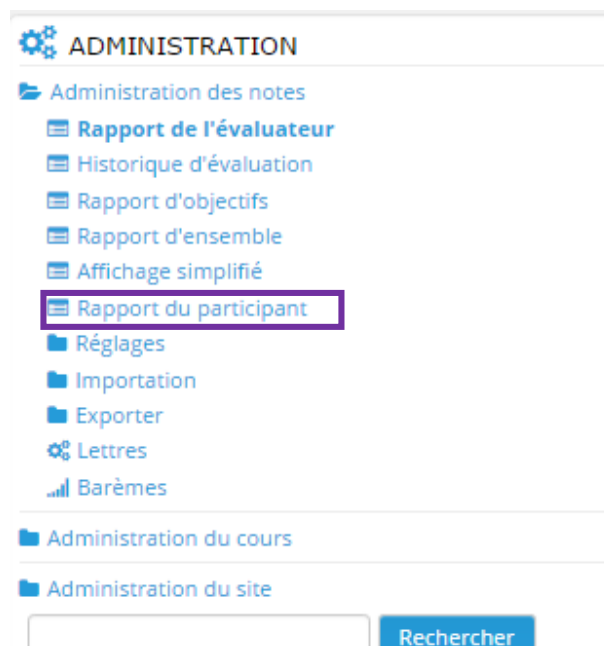 ADMINISTRATION
Administration des notes
Rapport de l'évaluateur
Historique d'évaluation
Rapport d'objectifs
Rapport d'ensemble
Affichage simplifié
Rapport du participant
Réglages
Importation
Exporter
Lettres
Barèmes
Administration du cours
Administration du site
Rechercher